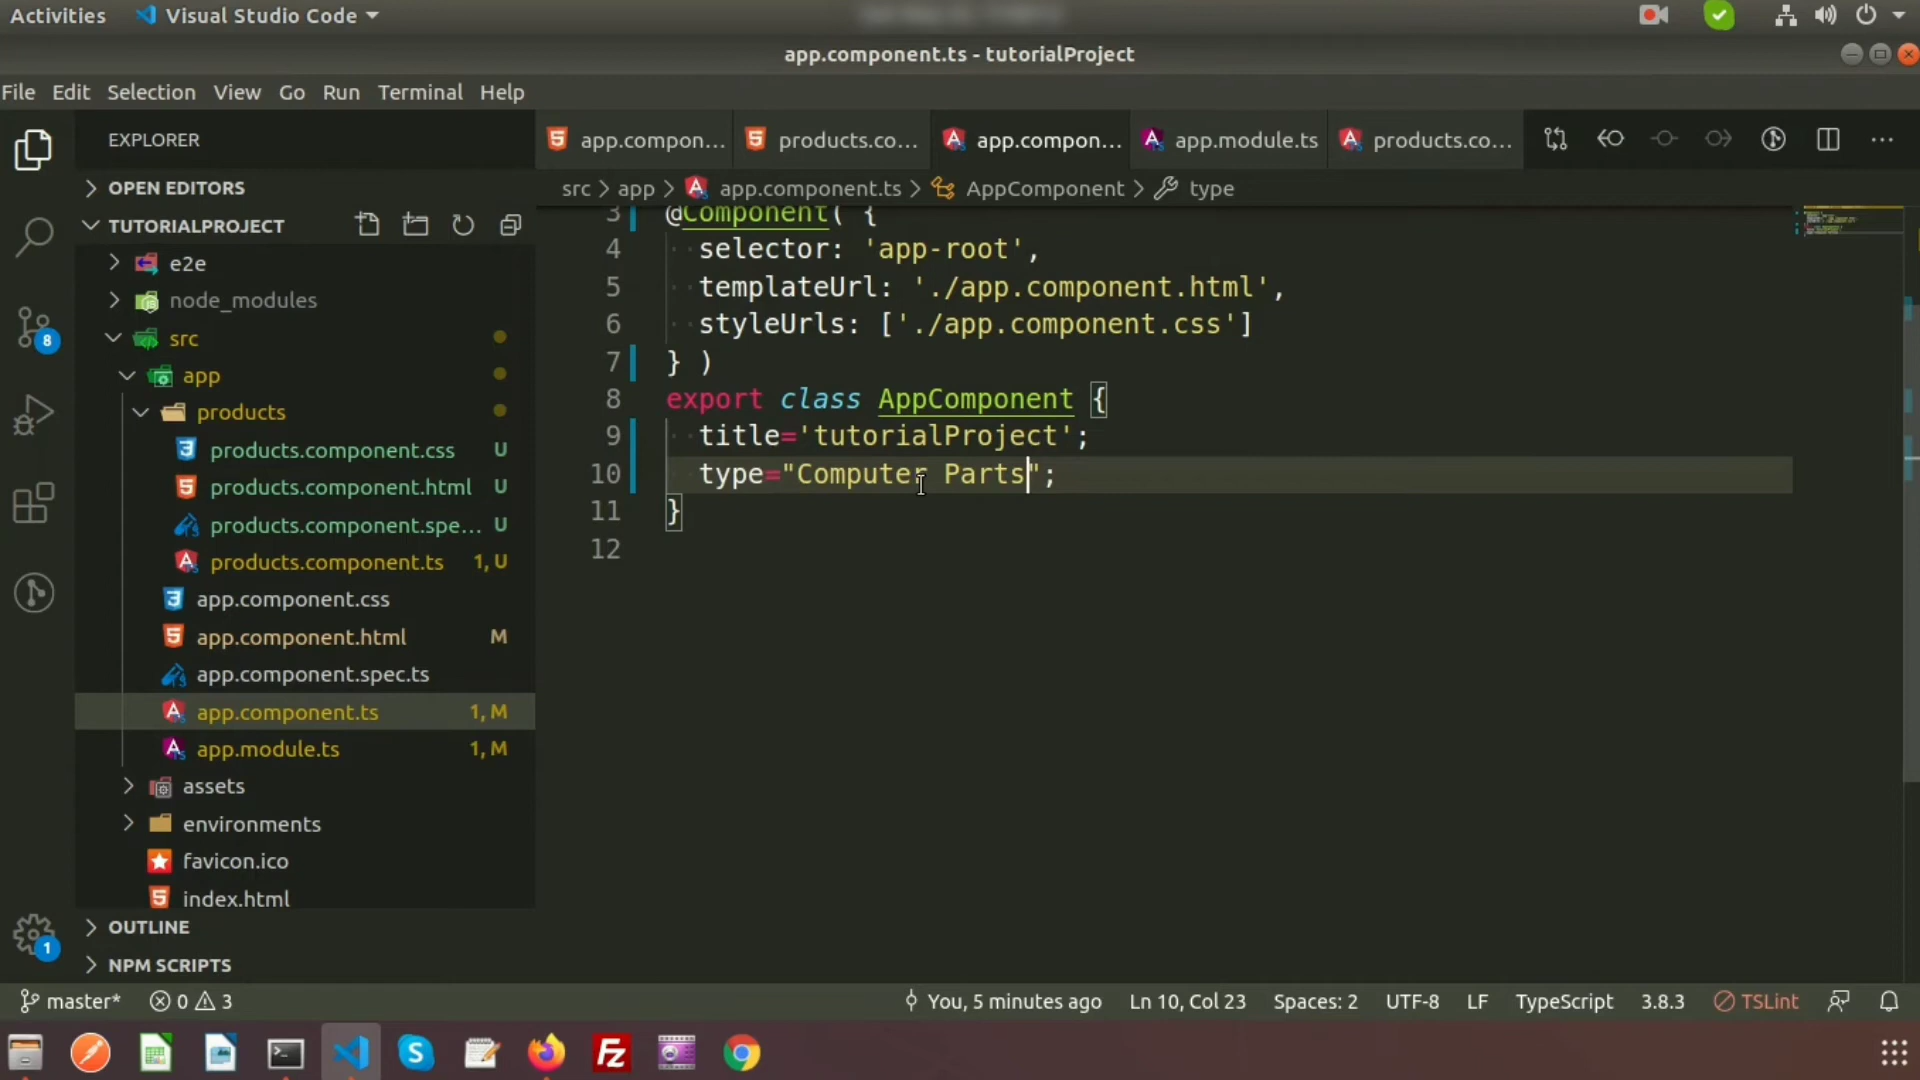 Activities Visual Studio Code
app.component.ts - tutorialProject
File Edit Selection View Go Run Terminal Help
EXPLORER
app.compon... products.co... app.compon... app.module.ts products.co...
OPEN EDITORS
src > app > app.component.ts > AppComponent > type
TUTORIALPROJECT
e2e
node_modules
src
app
products
products.component.css U
products.component.html U
products.component.spe... U
products.component.ts 1, U
app.component.css
app.component.html M
app.component.spec.ts
app.component.ts 1, M
app.module.ts 1, M
assets
environments
favicon.ico
index.html
OUTLINE
NPM SCRIPTS
8
1
3 @Component( {
4 selector: 'app-root',
5 templateUrl: './app.component.html',
6 styleUrls: ['./app.component.css']
7 } )
8 export class AppComponent {
9 title='tutorialProject';
10 type="Computer Parts";
11 }
12
master* 0 3 You, 5 minutes ago Ln 10, Col 23 Spaces: 2 UTF-8 LF TypeScript 3.8.3 TSLint